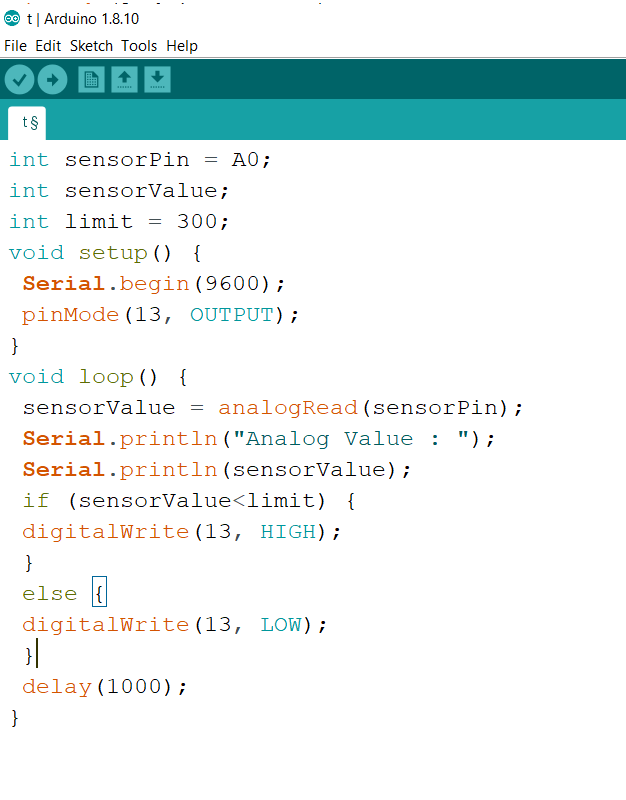 t | Arduino 1.8.10
File Edit Sketch Tools Help
t §
int sensorPin = A0;
int sensorValue;
int limit = 300;
void setup() {
 Serial.begin(9600);
 pinMode(13, OUTPUT);
}
void loop() {
 sensorValue = analogRead(sensorPin);
 Serial.println("Analog Value : ");
 Serial.println(sensorValue);
 if (sensorValue<limit) {
 digitalWrite(13, HIGH);
 }
 else {
 digitalWrite(13, LOW);
 }
 delay(1000);
}